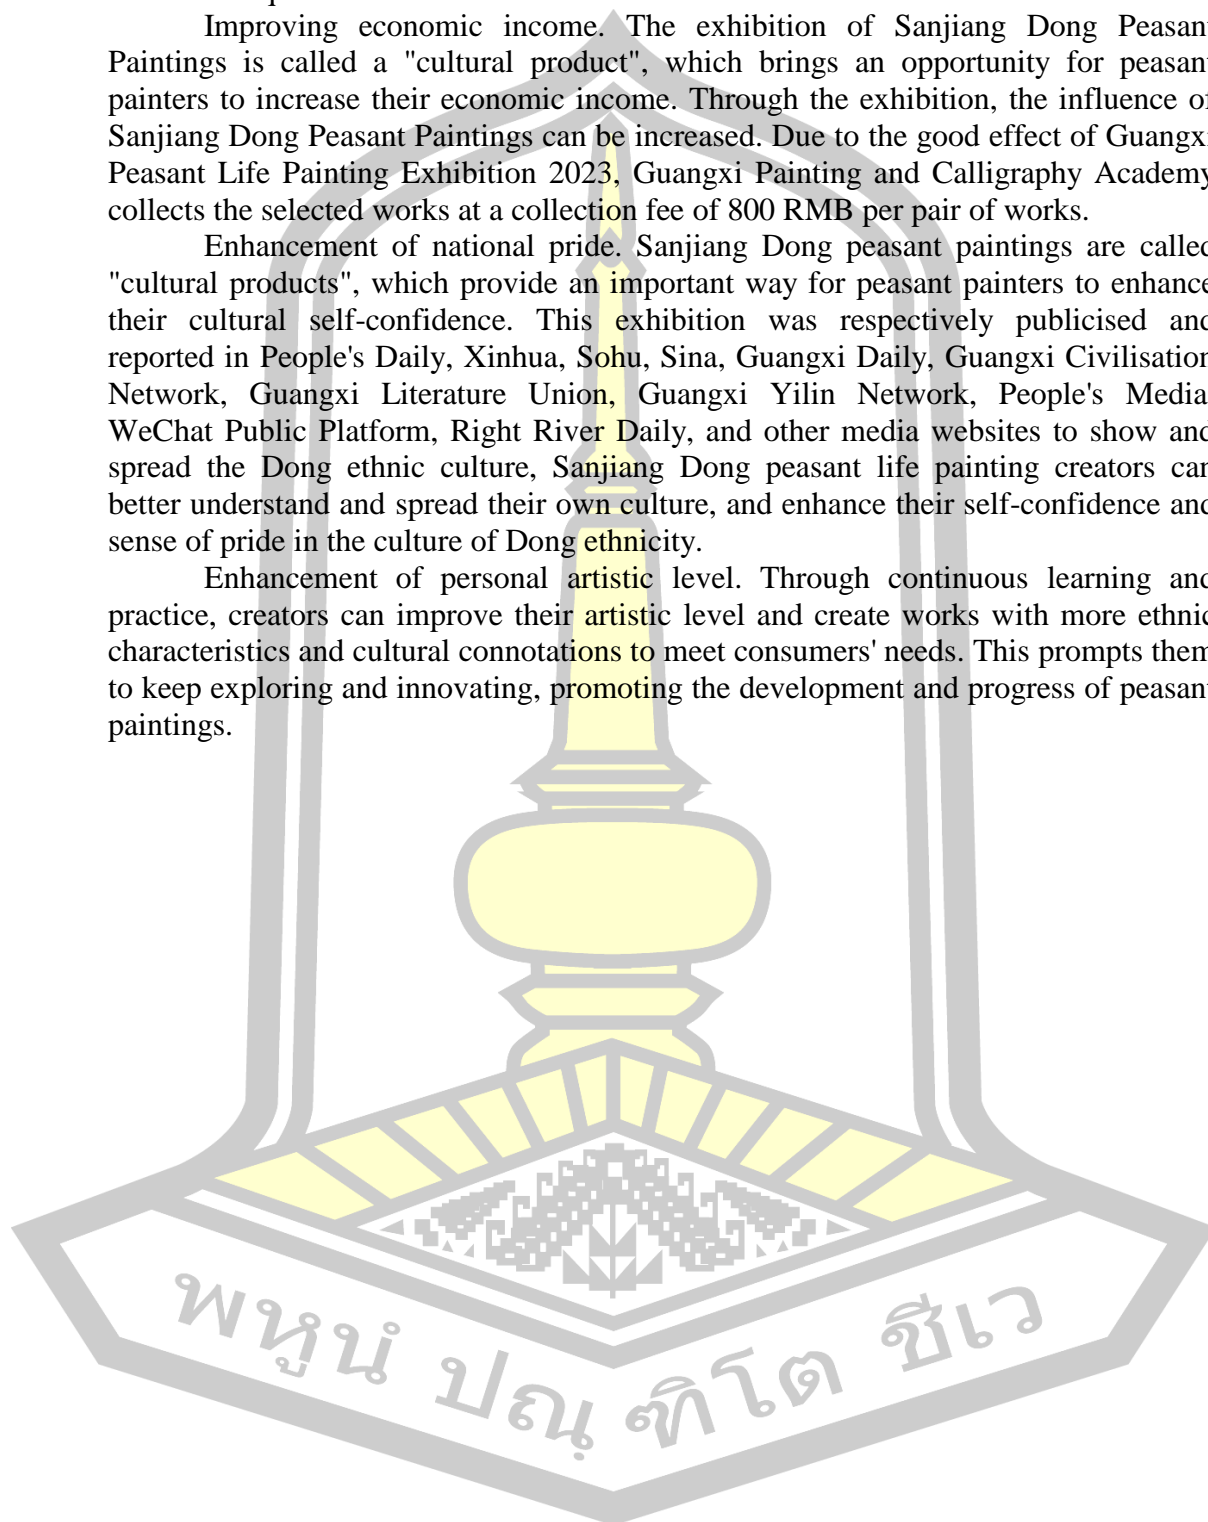 Improving economic income. The exhibition of Sanjiang Dong Peasant
Paintings is called a "cultural product", which brings an opportunity for peasant
painters to increase their economic income. Through the exhibition, the influence of
Sanjiang Dong Peasant Paintings can be increased. Due to the good effect of Guangxi
Peasant Life Painting Exhibition 2023, Guangxi Painting and Calligraphy Academy
collects the selected works at a collection fee of 800 RMB per pair of works.
Enhancement of national pride. Sanjiang Dong peasant paintings are called
"cultural products", which provide an important way for peasant painters to enhance
their cultural self-confidence. This exhibition was respectively publicised and
reported in People's Daily, Xinhua, Sohu, Sina, Guangxi Daily, Guangxi Civilisation
Network, Guangxi Literature Union, Guangxi Yilin Network, People's Media,
WeChat Public Platform, Right River Daily, and other media websites to show and
spread the Dong ethnic culture, Sanjiang Dong peasant life painting creators can
better understand and spread their own culture, and enhance their self-confidence and
sense of pride in the culture of Dong ethnicity.
Enhancement of personal artistic level. Through continuous learning and
practice, creators can improve their artistic level and create works with more ethnic
characteristics and cultural connotations to meet consumers' needs. This prompts them
to keep exploring and innovating, promoting the development and progress of peasant
paintings.
พหูนํ ปณฺฑิโต ชีเว